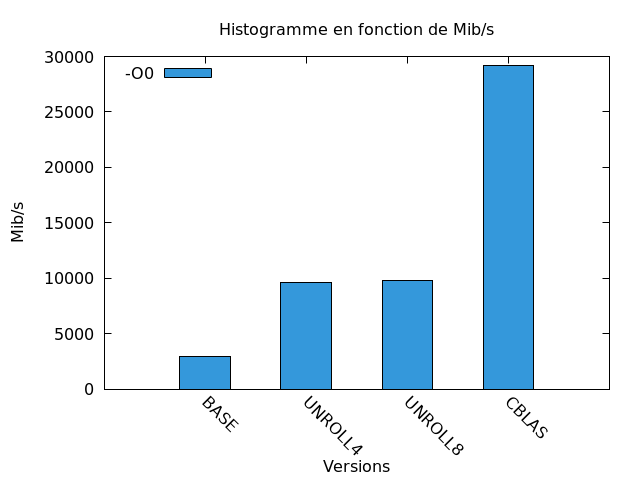 Histogramme en fonction de Mib/s
-O0
30000
25000
20000
15000
10000
5000
0
Mib/s
BASE
UNROLL4
UNROLL8
CBLAS
Versions